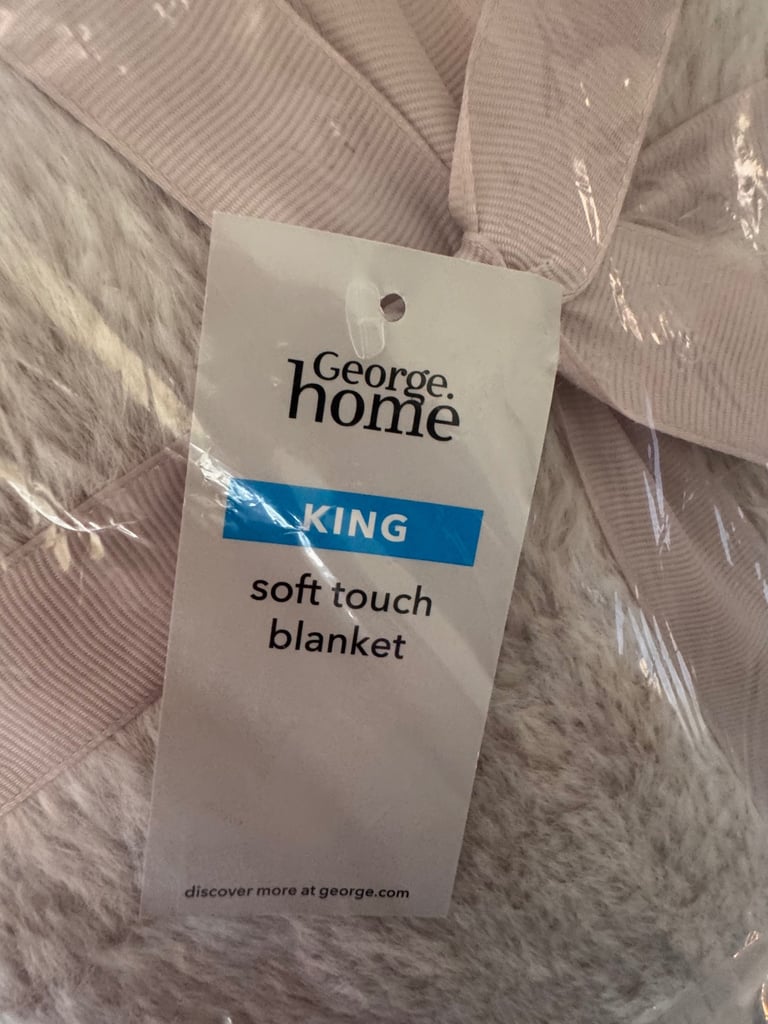 George.
home
KING
soft touch
blanket
discover more at george.com